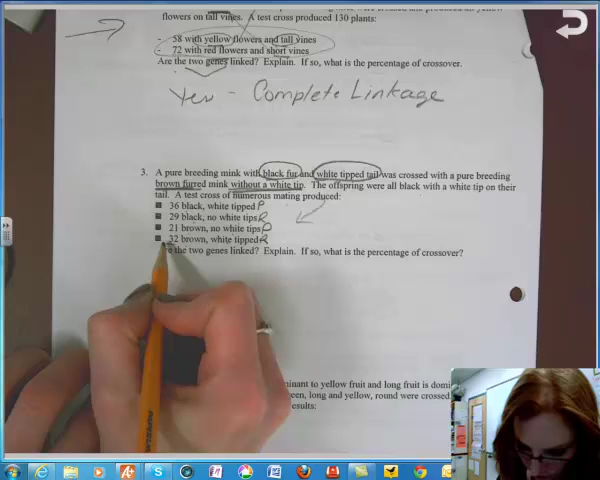 flowers on tall vines. A test cross produced 130 plants:
- 58 with yellow flowers and tall vines
- 72 with red flowers and short vines
Are the two genes linked? Explain. If so, what is the percentage of crossover.
Yes - Complete Linkage
3. A pure breeding mink with black fur and white tipped tail was crossed with a pure breeding
brown furred mink without a white tip. The offspring were all black with a white tip on their
tail. A test cross of numerous mating produced:
36 black, white tipped P
29 black, no white tips R
21 brown, no white tips P
32 brown, white tipped R
the two genes linked? Explain. If so, what is the percentage of crossover?
to yellow fruit and long fruit is
long and yellow, round were crossed